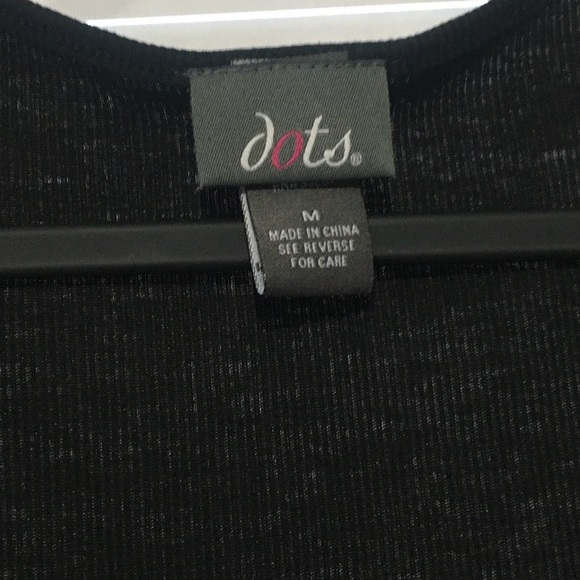 dots®
M
MADE IN CHINA
SEE REVERSE
FOR CARE